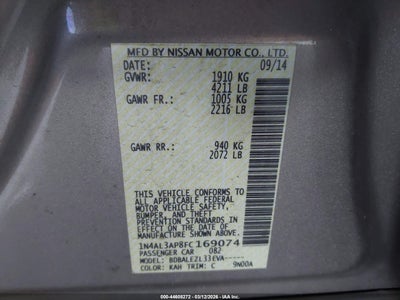 MFD BY NISSAN MOTOR CO., LTD.
DATE: 09/14
GVWR: 1910 KG
4211 LB
GAWR FR.: 1005 KG
2216 LB
GAWR RR.: 940 KG
2072 LB
THIS VEHICLE CONFORMS TO
ALL APPLICABLE FEDERAL
MOTOR VEHICLE SAFETY,
BUMPER, AND THEFT
PREVENTION STANDARDS
IN EFFECT ON THE DATE OF
MANUFACTURE SHOWN ABOVE.
1N4AL3AP8FC169074
PASSENGER CAR 082
MODEL: BDBALEZL33EVA-----
COLOR: KAH TRIM: C 9N00A
© 000-44608272 - 03/12/2026 - IAA